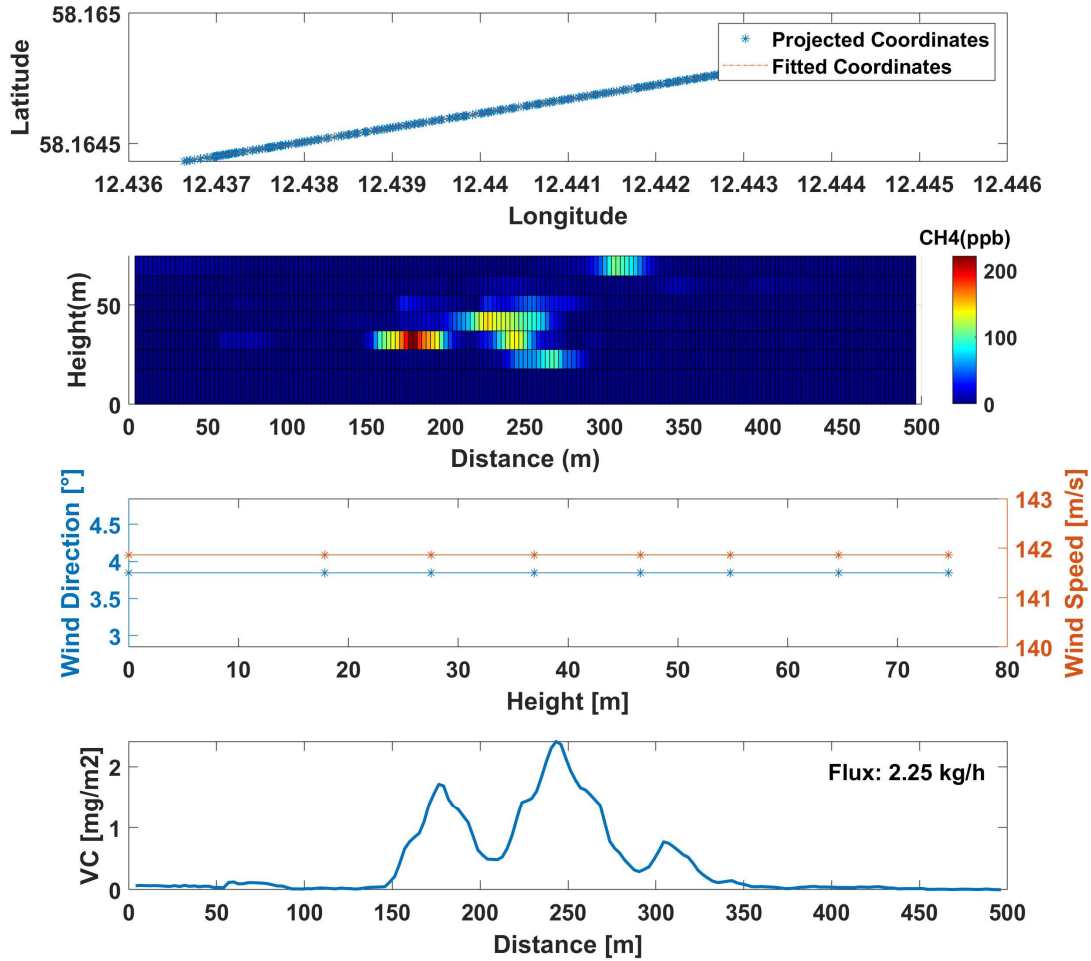 58.165
58.1645
Latitude
Projected Coordinates
Fitted Coordinates
12.436 12.437 12.438 12.439 12.44 12.441 12.442 12.443 12.444 12.445 12.446
Longitude
CH4(ppb)
200
100
0
50
0
Height(m)
0 50 100 150 200 250 300 350 400 450 500
Distance (m)
Wind Direction [°]
4.5
4
3.5
3
143
142
141
140
Wind Speed [m/s]
0 10 20 30 40 50 60 70 80
Height [m]
VC [mg/m2]
2
1
0
Flux: 2.25 kg/h
0 50 100 150 200 250 300 350 400 450 500
Distance [m]